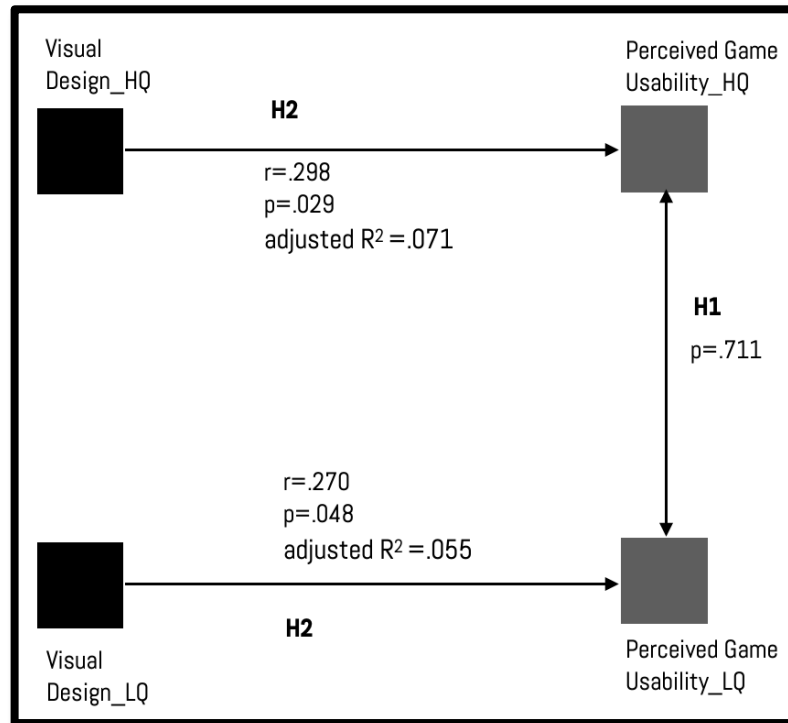 Visual
Design_HQ
Perceived Game
Usability_HQ
H2
r=.298
p=.029
adjusted R² =.071
H1
p=.711
r=.270
p=.048
adjusted R² =.055
H2
Visual
Design_LQ
Perceived Game
Usability_LQ